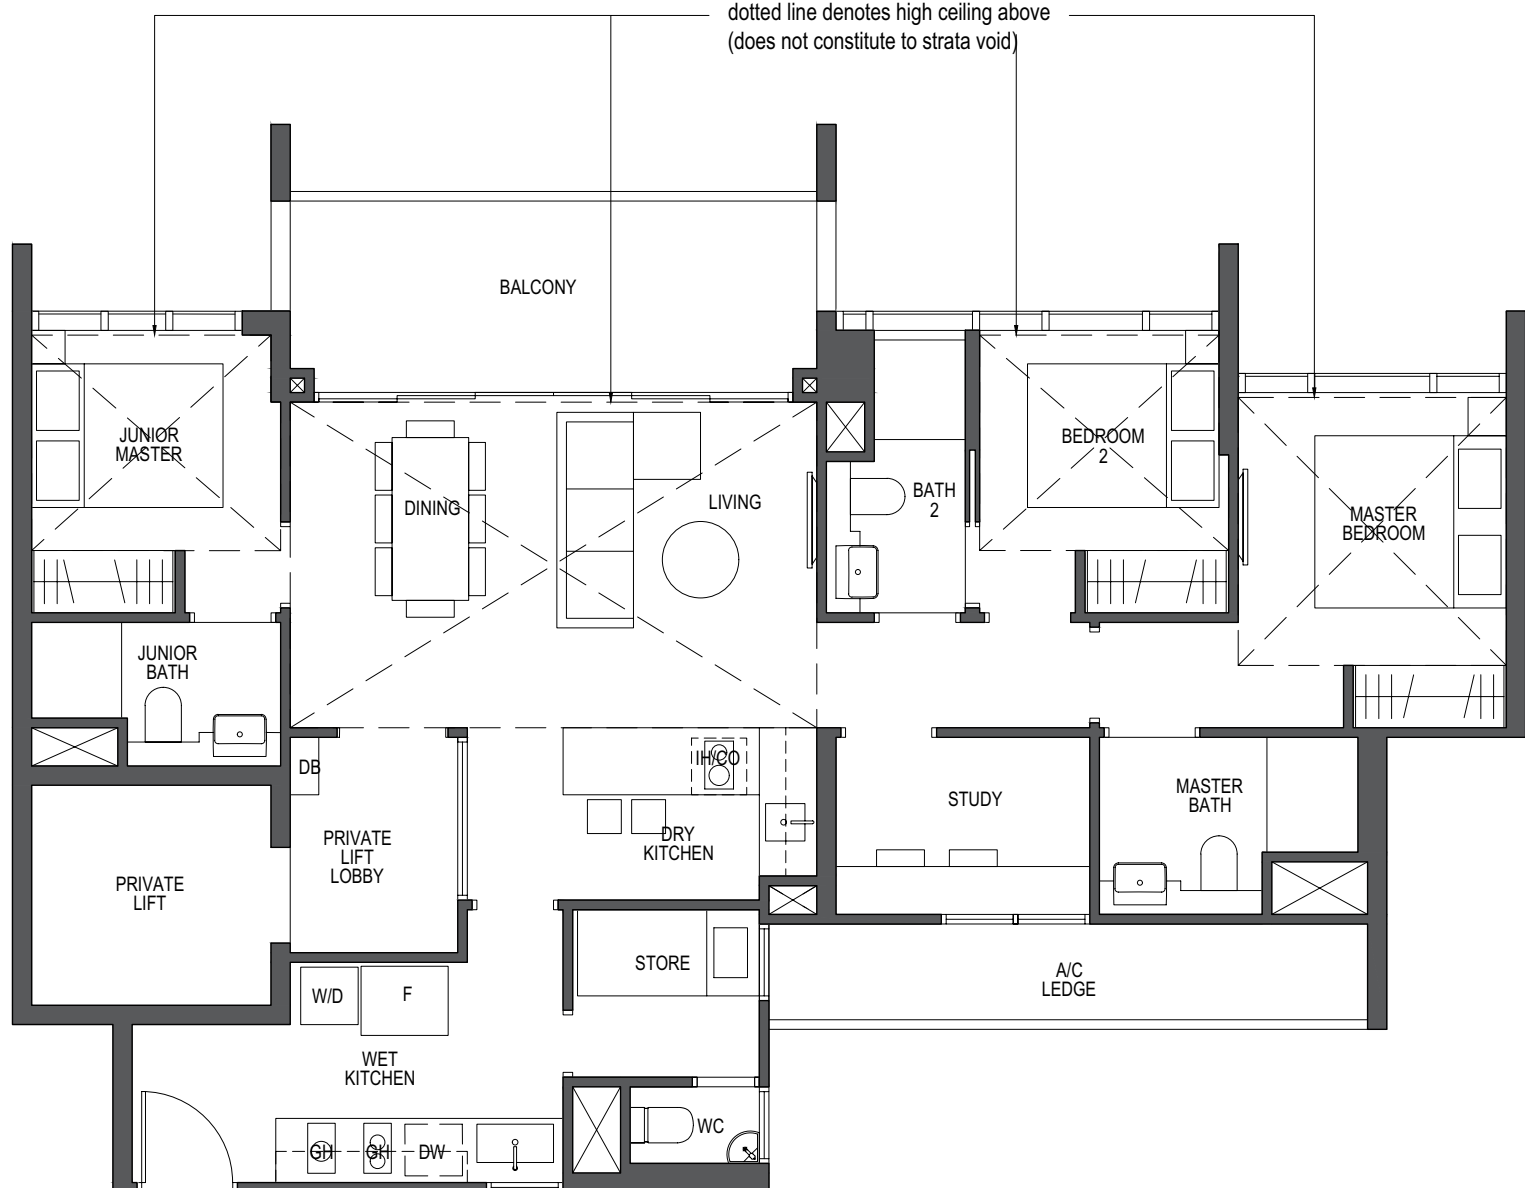 dotted line denotes high ceiling above
(does not constitute to strata void)
BALCONY
JUNIOR
MASTER
DINING
LIVING
BATH
2
BEDROOM
2
MASTER
BEDROOM
JUNIOR
BATH
DB
IH/CO
PRIVATE
LIFT
LOBBY
DRY
KITCHEN
STUDY
MASTER
BATH
PRIVATE
LIFT
STORE
A/C
LEDGE
W/D
F
WET
KITCHEN
GH
GH
DW
WC